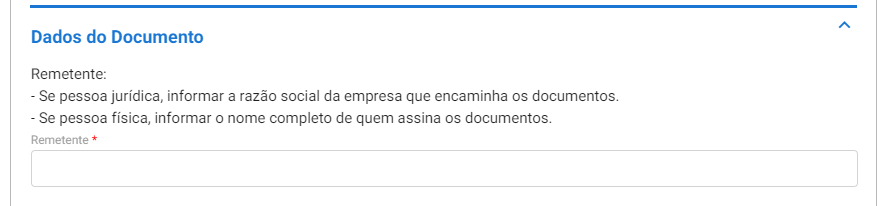 Dados do Documento
Remetente:
- Se pessoa jurídica, informar a razão social da empresa que encaminha os documentos.
- Se pessoa física, informar o nome completo de quem assina os documentos.
Remetente *